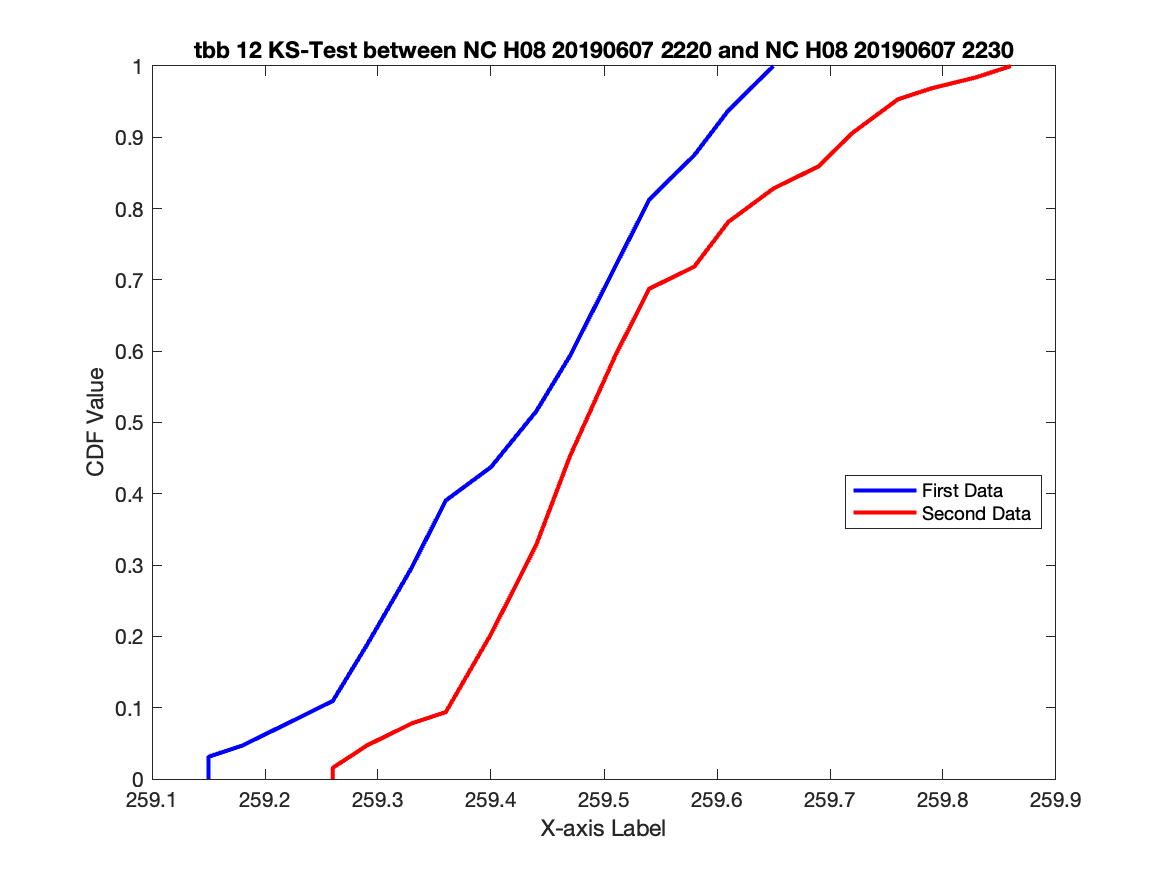 tbb 12 KS-Test between NC H08 20190607 2220 and NC H08 20190607 2230
1
0.9
0.8
0.7
0.6
0.5
0.4
0.3
0.2
0.1
0
CDF Value
First Data
Second Data
259.1 259.2 259.3 259.4 259.5 259.6 259.7 259.8 259.9
X-axis Label